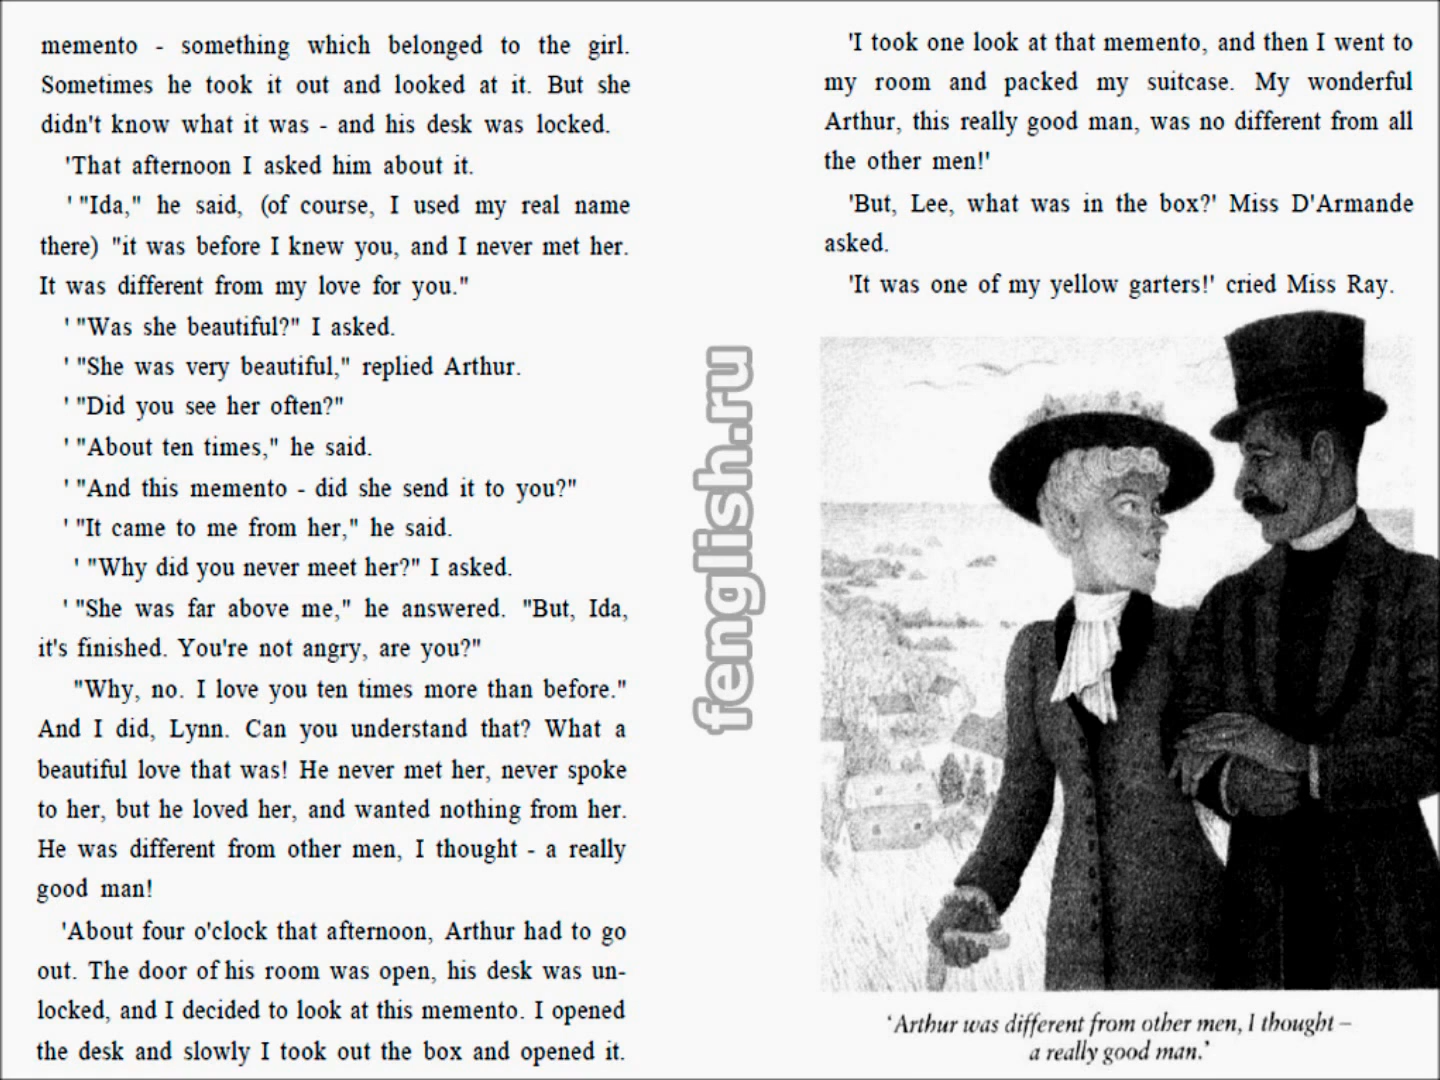 memento - something which belonged to the girl.
Sometimes he took it out and looked at it. But she
didn't know what it was - and his desk was locked.
'That afternoon I asked him about it.
' "Ida," he said, (of course, I used my real name
there) "it was before I knew you, and I never met her.
It was different from my love for you."
' "Was she beautiful?" I asked.
' "She was very beautiful," replied Arthur.
' "Did you see her often?"
' "About ten times," he said.
' "And this memento - did she send it to you?"
' "It came to me from her," he said.
' "Why did you never meet her?" I asked.
' "She was far above me," he answered. "But, Ida,
it's finished. You're not angry, are you?"
"Why, no. I love you ten times more than before."
And I did, Lynn. Can you understand that? What a
beautiful love that was! He never met her, never spoke
to her, but he loved her, and wanted nothing from her.
He was different from other men, I thought - a really
good man!
'About four o'clock that afternoon, Arthur had to go
out. The door of his room was open, his desk was un-
locked, and I decided to look at this memento. I opened
the desk and slowly I took out the box and opened it.
fenglish.ru
'I took one look at that memento, and then I went to
my room and packed my suitcase. My wonderful
Arthur, this really good man, was no different from all
the other men!'
'But, Lee, what was in the box?' Miss D'Armande
asked.
'It was one of my yellow garters!' cried Miss Ray.
'Arthur was different from other men, I thought –
a really good man.'